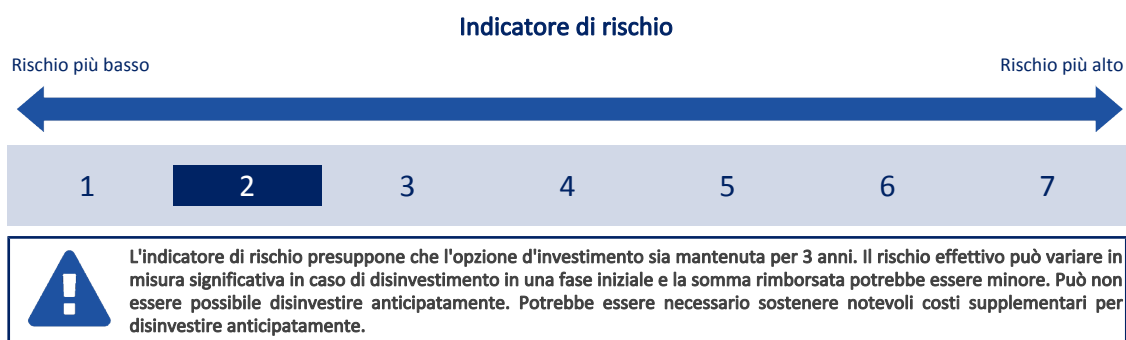 Indicatore di rischio
Rischio più basso
Rischio più alto
1 2 3 4 5 6 7
L'indicatore di rischio presuppone che l'opzione d'investimento sia mantenuta per 3 anni. Il rischio effettivo può variare in
misura significativa in caso di disinvestimento in una fase iniziale e la somma rimborsata potrebbe essere minore. Può non
essere possibile disinvestire anticipatamente. Potrebbe essere necessario sostenere notevoli costi supplementari per
disinvestire anticipatamente.